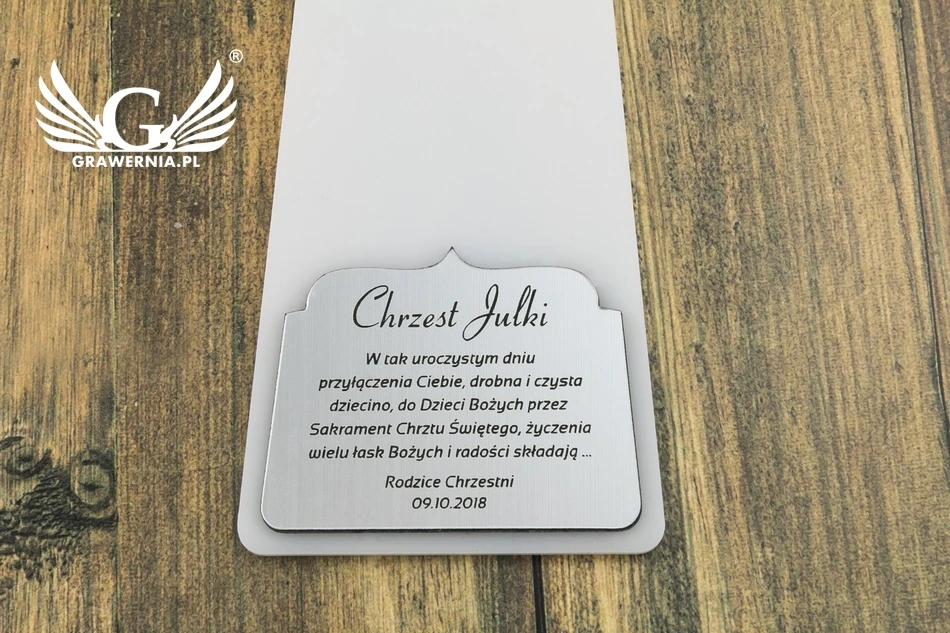 G
®
GRAWERNIA.PL
Chrzest Julki
W tak uroczystym dniu
przyłączenia Ciebie, drobna i czysta
dziecino, do Dzieci Bożych przez
Sakrament Chrztu Świętego, życzenia
wielu łask Bożych i radości składają ...
Rodzice Chrzestni
09.10.2018